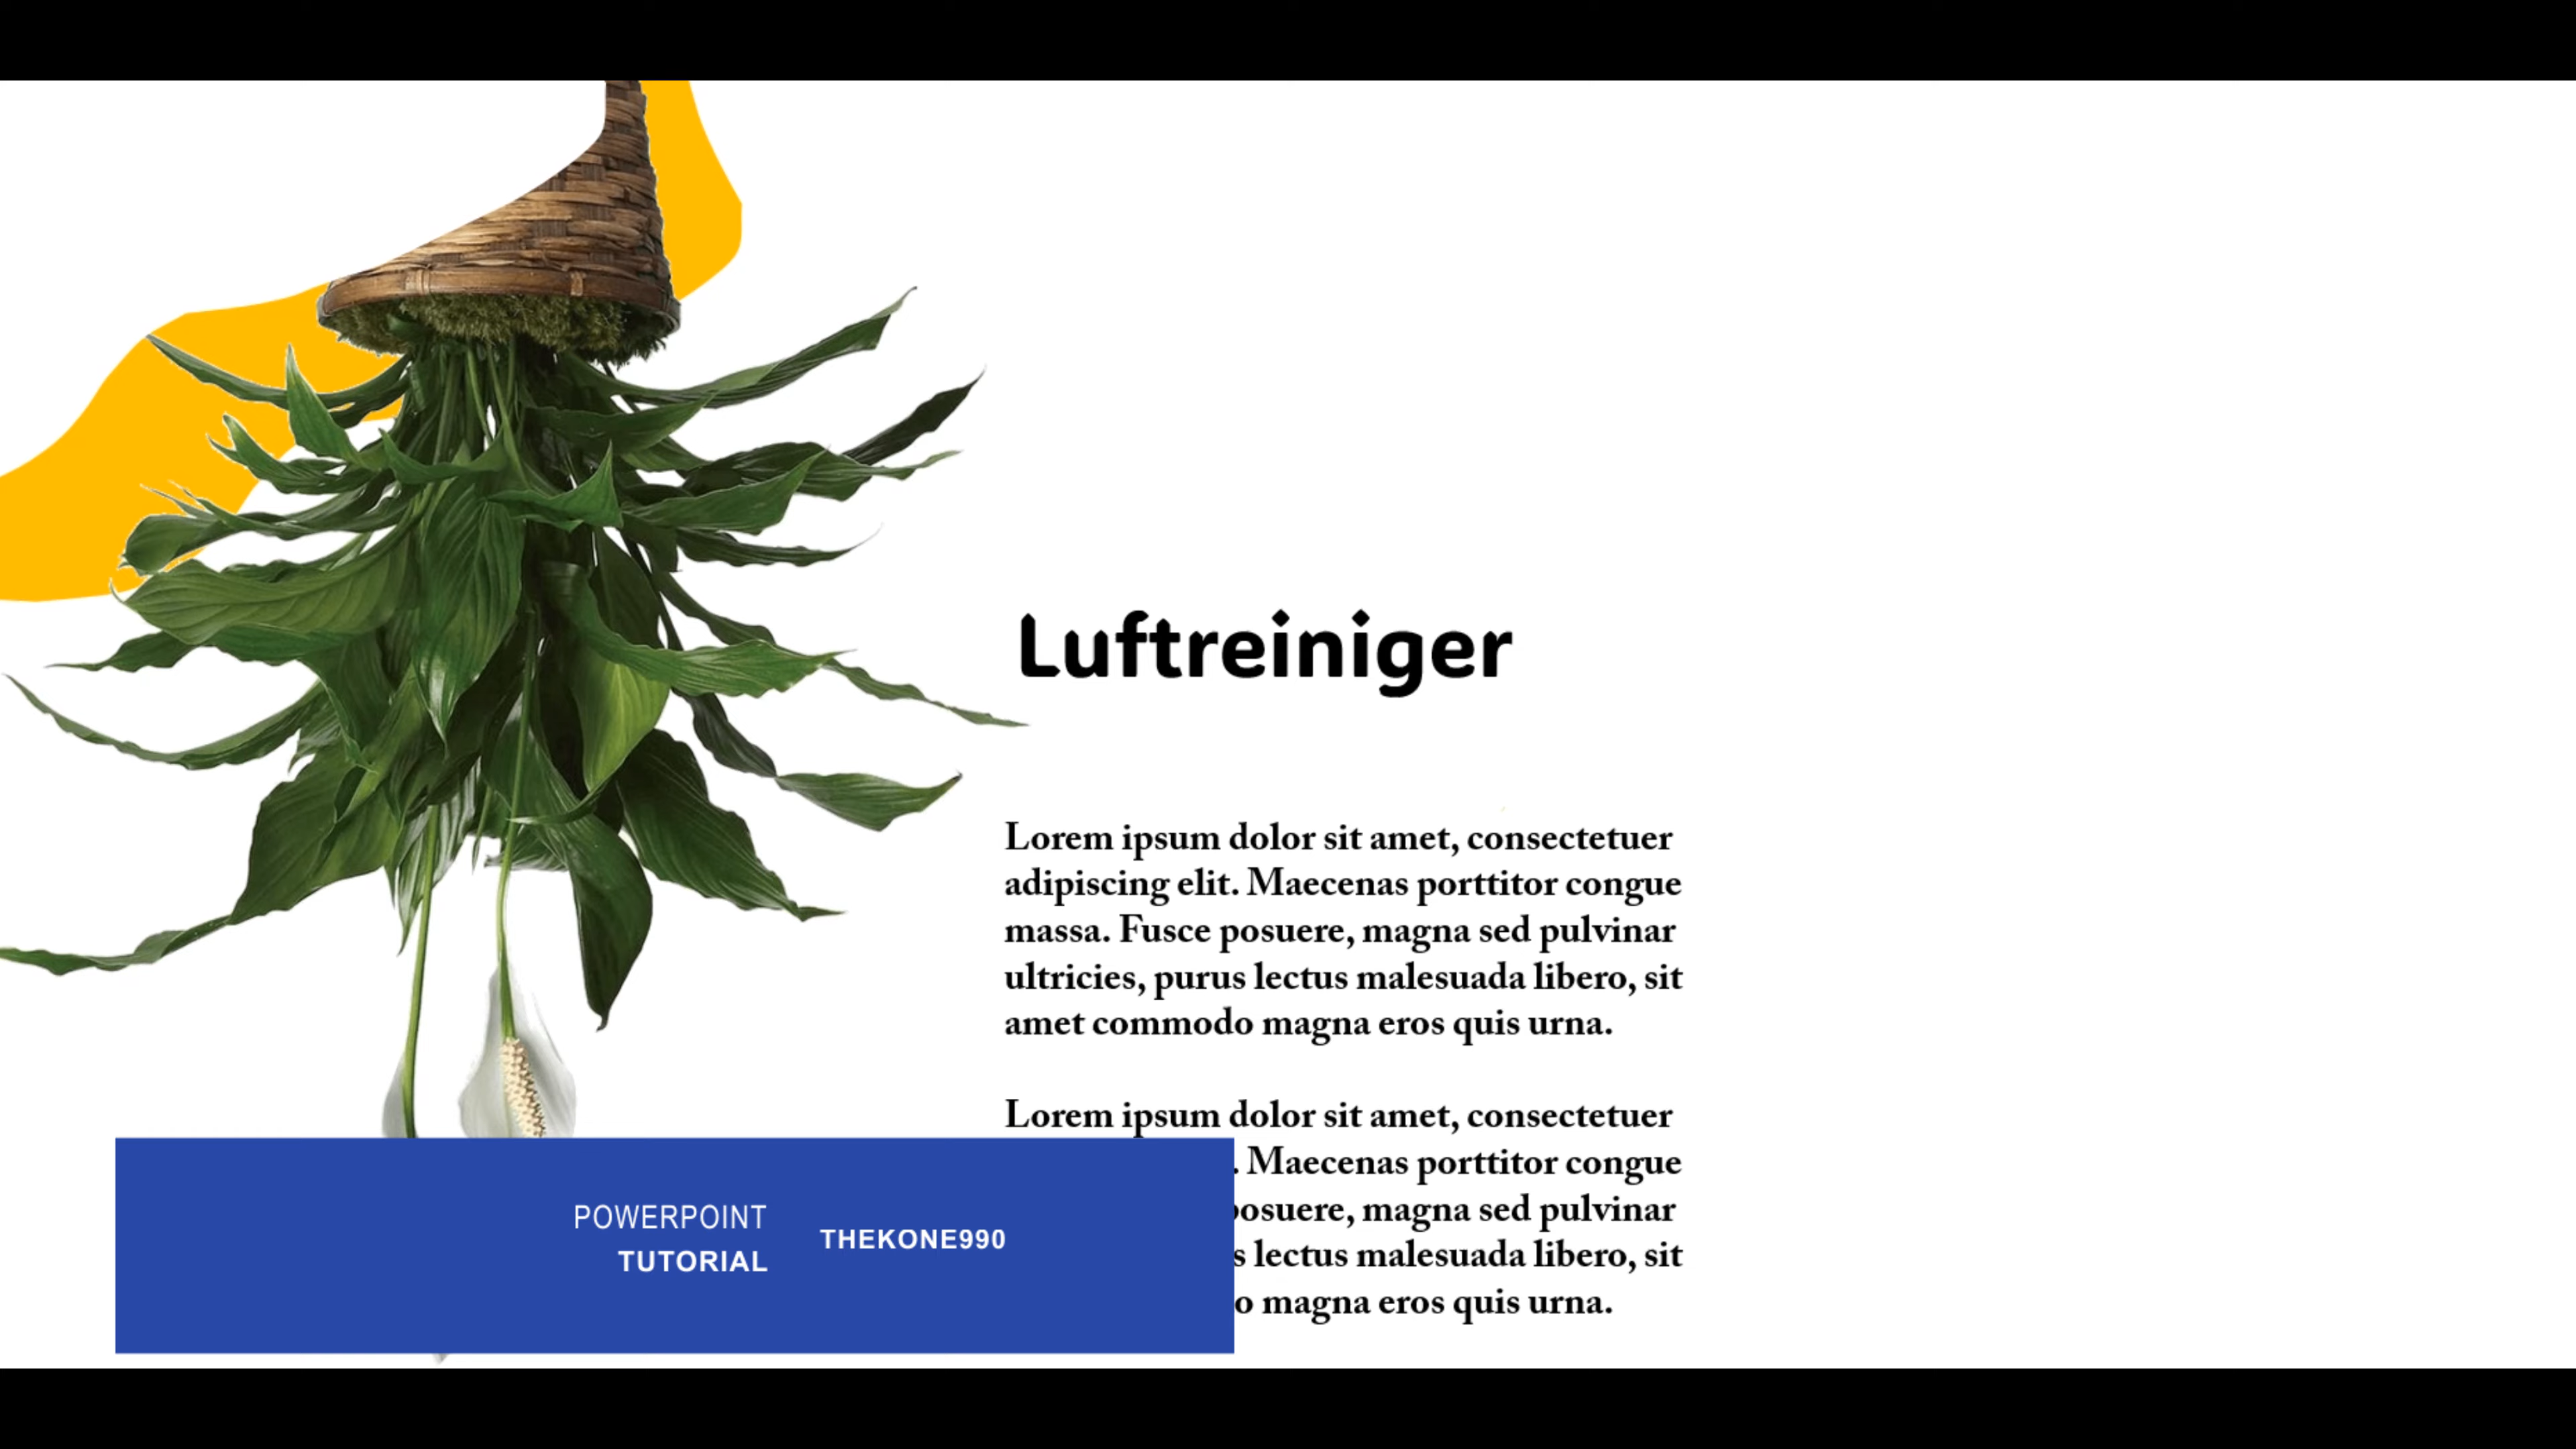 Luftreiniger
Lorem ipsum dolor sit amet, consectetuer
adipiscing elit. Maecenas porttitor congue
massa. Fusce posuere, magna sed pulvinar
ultricies, purus lectus malesuada libero, sit
amet commodo magna eros quis urna.
Lorem ipsum dolor sit amet, consectetuer
. Maecenas porttitor congue
posuere, magna sed pulvinar
lectus malesuada libero, sit
magna eros quis urna.
POWERPOINT
TUTORIAL
THEKONE990